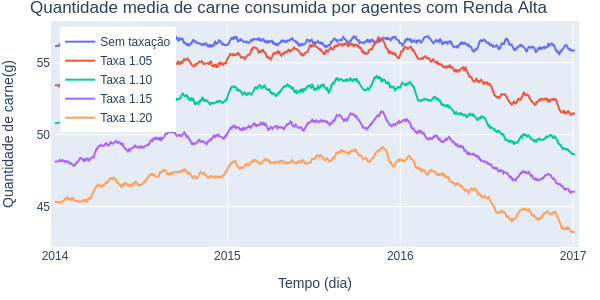 Quantidade media de carne consumida por agentes com Renda Alta
Quantidade de carne(g)
55
50
45
Sem taxação
Taxa 1.05
Taxa 1.10
Taxa 1.15
Taxa 1.20
2014
2015
2016
2017
Tempo (dia)